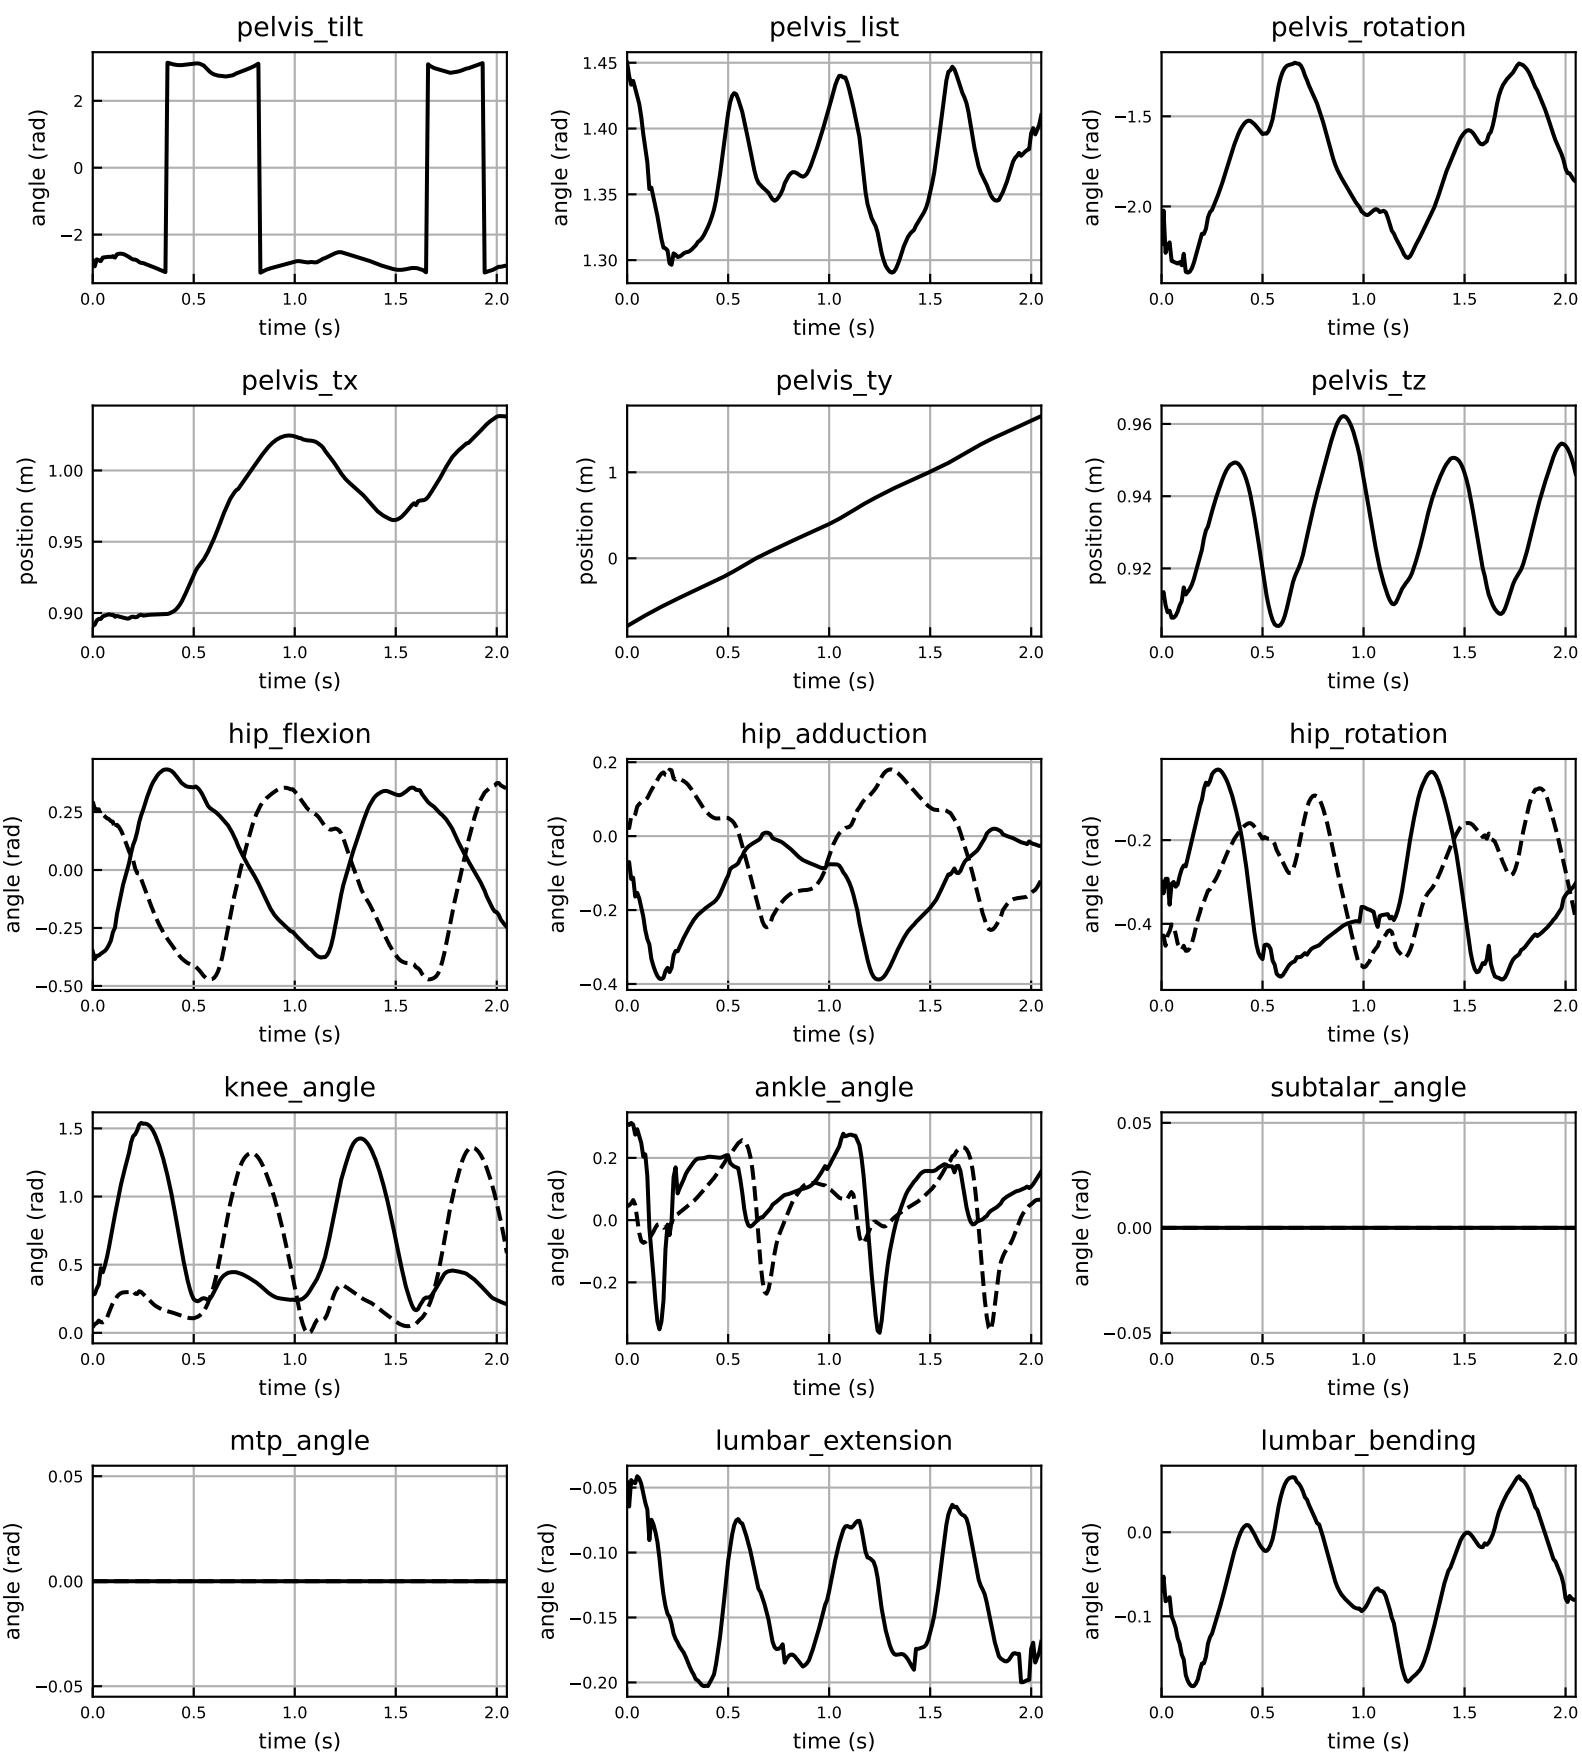 pelvis_tilt
angle (rad)
2
0
−2
0.0 0.5 1.0 1.5 2.0
time (s)
pelvis_list
angle (rad)
1.45
1.40
1.35
1.30
0.0 0.5 1.0 1.5 2.0
time (s)
pelvis_rotation
angle (rad)
−1.5
−2.0
0.0 0.5 1.0 1.5 2.0
time (s)
pelvis_tx
position (m)
1.00
0.95
0.90
0.0 0.5 1.0 1.5 2.0
time (s)
pelvis_ty
position (m)
1
0
0.0 0.5 1.0 1.5 2.0
time (s)
pelvis_tz
position (m)
0.96
0.94
0.92
0.0 0.5 1.0 1.5 2.0
time (s)
hip_flexion
angle (rad)
0.25
0.00
−0.25
−0.50
0.0 0.5 1.0 1.5 2.0
time (s)
hip_adduction
angle (rad)
0.2
0.0
−0.2
−0.4
0.0 0.5 1.0 1.5 2.0
time (s)
hip_rotation
angle (rad)
−0.2
−0.4
0.0 0.5 1.0 1.5 2.0
time (s)
knee_angle
angle (rad)
1.5
1.0
0.5
0.0
0.0 0.5 1.0 1.5 2.0
time (s)
ankle_angle
angle (rad)
0.2
0.0
−0.2
0.0 0.5 1.0 1.5 2.0
time (s)
subtalar_angle
angle (rad)
0.05
0.00
−0.05
0.0 0.5 1.0 1.5 2.0
time (s)
mtp_angle
angle (rad)
0.05
0.00
−0.05
0.0 0.5 1.0 1.5 2.0
time (s)
lumbar_extension
angle (rad)
−0.05
−0.10
−0.15
−0.20
0.0 0.5 1.0 1.5 2.0
time (s)
lumbar_bending
angle (rad)
0.0
−0.1
0.0 0.5 1.0 1.5 2.0
time (s)